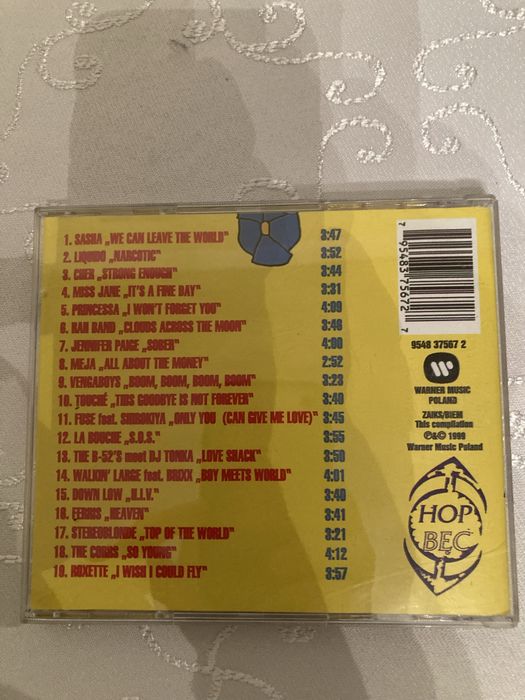 1. SASHA „WE CAN LEAVE THE WORLD" 3:47
2. LIQUIDO „NARCOTIC" 3:52
3. CHER „STRONG ENOUGH" 3:44
4. MISS JANE „IT'S A FINE DAY" 3:31
5. PRINCESSA „I WON'T FORGET YOU" 4:09
6. RAH BAND „CLOUDS ACROSS THE MOON" 3:46
7. JENNIFER PAIGE „SOBER" 4:00
8. MEJA „ALL ABOUT THE MONEY" 2:52
9. VENGABOYS „BOOM, BOOM, BOOM, BOOM" 3:23
10. TOUCHÉ „THIS GOODBYE IS NOT FOREVER" 3:40
11. FUSE feat. SHIROKIYA „ONLY YOU (CAN GIVE ME LOVE)" 3:45
12. LA BOUCHE „S.O.S." 3:55
13. THE B-52'S meet DJ TONKA „LOVE SHACK" 3:50
14. WALKIN' LARGE feat. BRIXX „BOY MEETS WORLD" 4:01
15. DOWN LOW „H.I.V." 3:40
16. FERRIS „HEAVEN" 3:41
17. STEREOBLONDE „TOP OF THE WORLD" 3:21
18. THE CORRS „SO YOUNG" 4:12
19. ROXETTE „I WISH I COULD FLY" 3:57
7 95483 75672 7
9548 37567 2
WARNER MUSIC
POLAND
ZAIKS/BIEM
This compilation
℗&© 1999
Warner Music Poland
HOP
BĘC